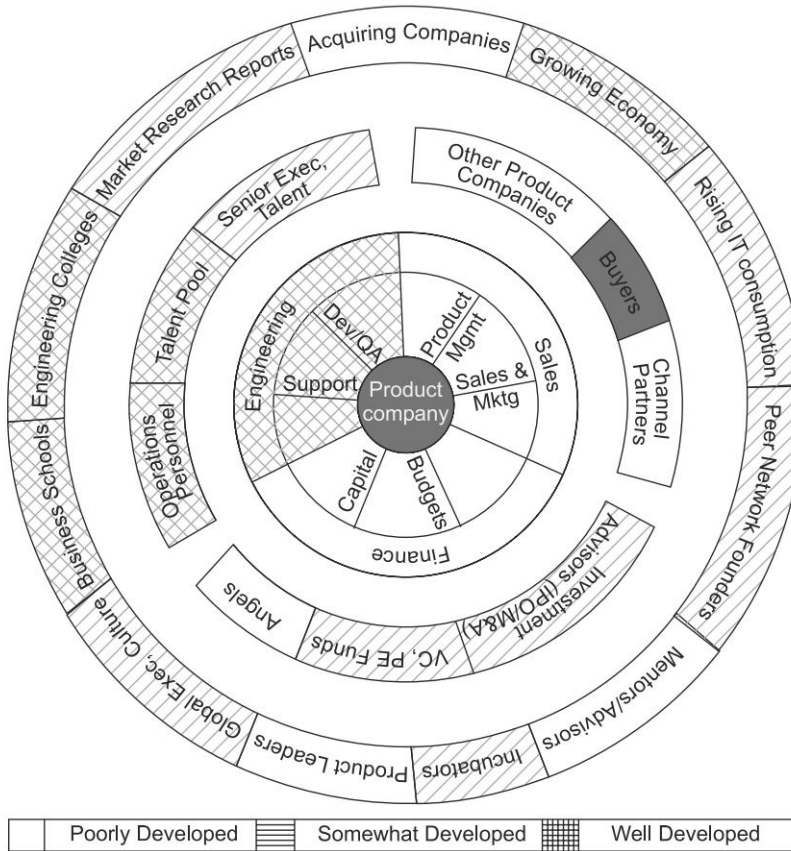 Acquiring Companies
Growing Economy
Rising IT consumption
Peer Network Founders
Mentors/Advisors
Incubators
Product Leaders
Global Exec, Culture
Business Schools
Engineering Colleges
Market Research Reports
Senior Exec,
Talent
Other Product
Companies
Buyers
Channel
Partners
Investment
Advisors (IPO/M&A)
VC, PE Funds
Angels
Operations
Personnel
Talent Pool
Engineering
Sales
Finance
Dev/QA
Support
Product
Mgmt
Sales &
Mktg
Capital
Budgets
Product
company
Poorly Developed
Somewhat Developed
Well Developed